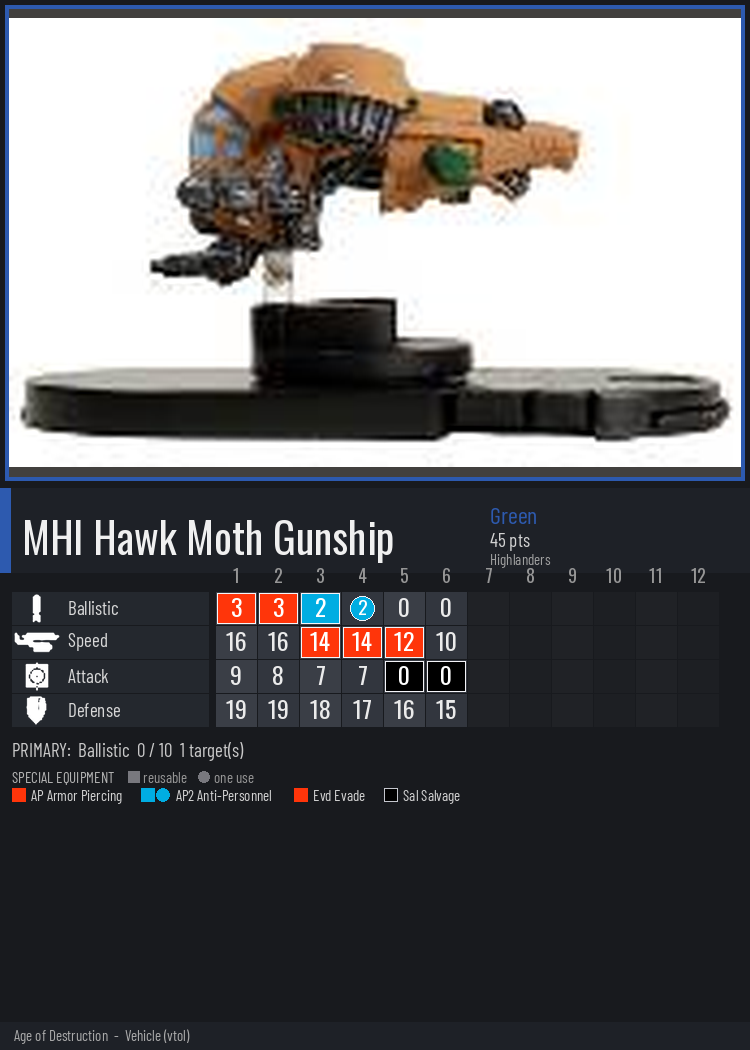 MHI Hawk Moth Gunship
Green
45 pts
Highlanders
1 2 3 4 5 6 7 8 9 10 11 12
Ballistic 3 3 2 2 0 0
Speed 16 16 14 14 12 10
Attack 9 8 7 7 0 0
Defense 19 19 18 17 16 15
PRIMARY: Ballistic 0 / 10 1 target(s)
SPECIAL EQUIPMENT reusable one use
AP Armor Piercing AP2 Anti-Personnel Evd Evade Sal Salvage
Age of Destruction - Vehicle (vtol)